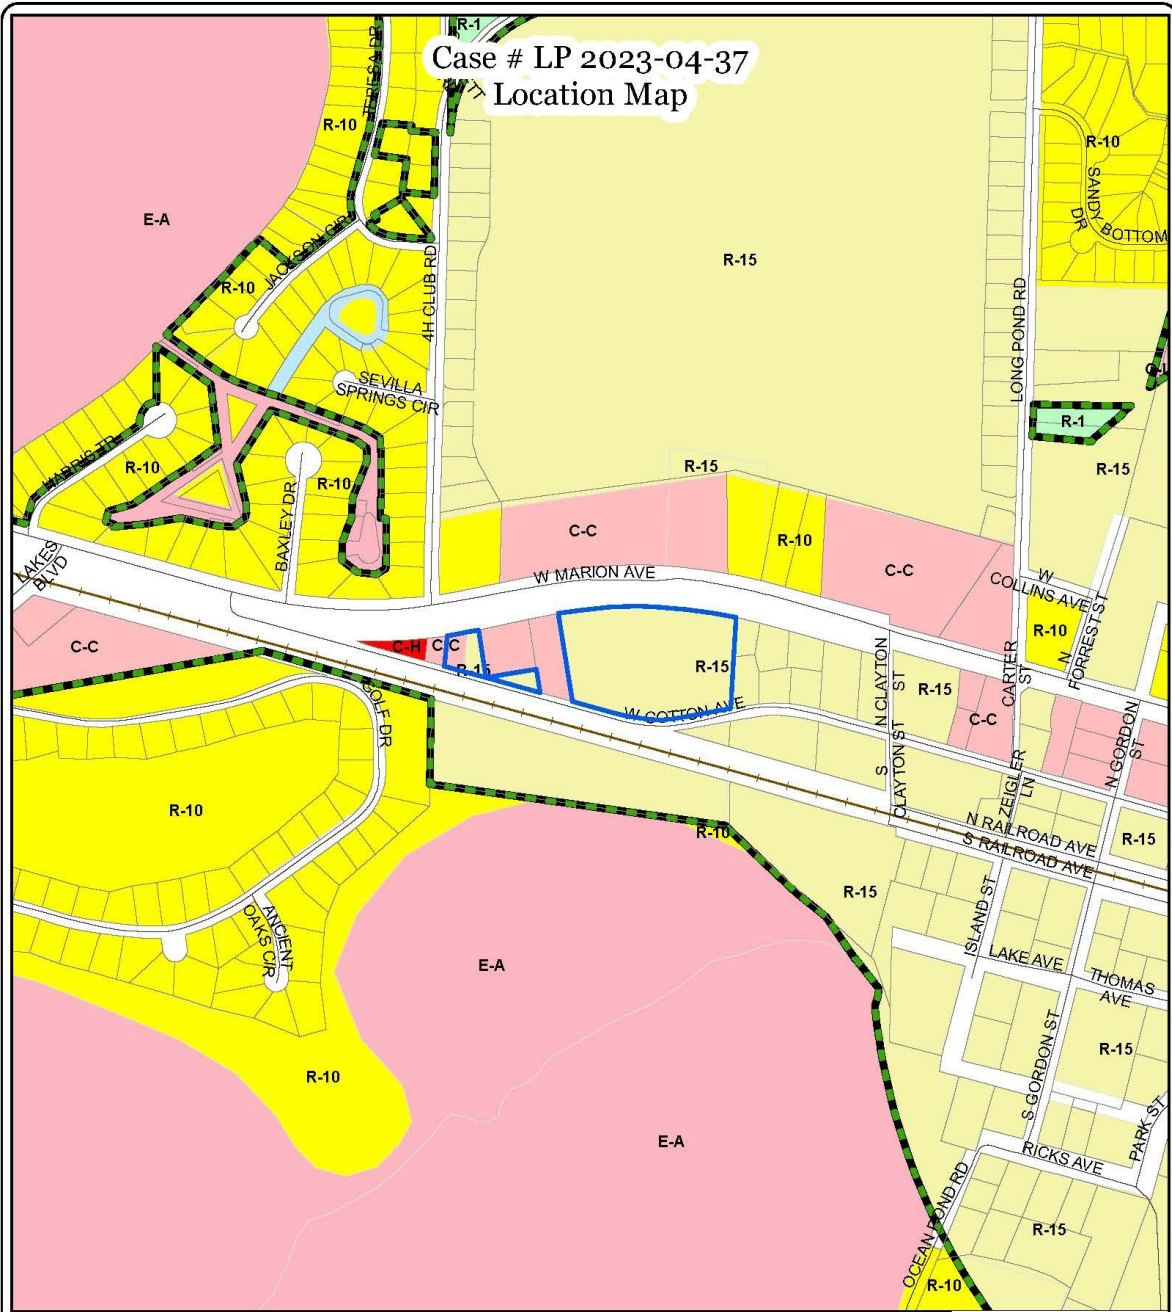 R-1
Case # LP 2023-04-37
Location Map
TERESA DR
R-10
R-10
SANDY BOTTOM
DR
E-A
R-15
JACKSON CIR
R-10
4H CLUB RD
LONG POND RD
SEVILLA
SPRINGS CIR
R-1
HARRIS TR
R-10
R-10
R-15
R-15
BAXLEY DR
C-C
R-10
C-C
LAKES
BLVD
W MARION AVE
W
COLLINS AVE
R-10
N
FORREST ST
C-C
C-H
C-C
R-15
R-15
W COTTON AVE
N CLAYTON
ST
R-15
CARTER
ST
C-C
GOLF DR
S
CLAYTON ST
ZEIGLER
LN
N GORDON
ST
R-10
R-10
N RAILROAD AVE
S RAILROAD AVE
R-15
R-15
ANCIENT
OAKS CIR
E-A
ISLAND ST
LAKE AVE
THOMAS
AVE
R-10
S GORDON ST
R-15
E-A
PARK ST
RICKS AVE
OCEAN POND RD
R-15
R-10